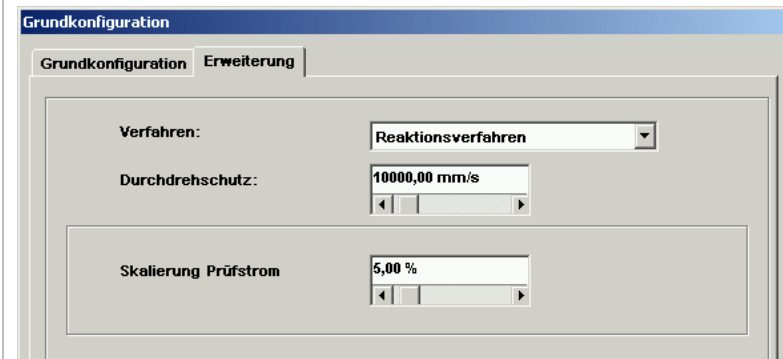 Grundkonfiguration
Grundkonfiguration Erweiterung
Verfahren: Reaktionsverfahren
Durchdrehschutz: 10000,00 mm/s
Skalierung Prüfstrom 5,00 %